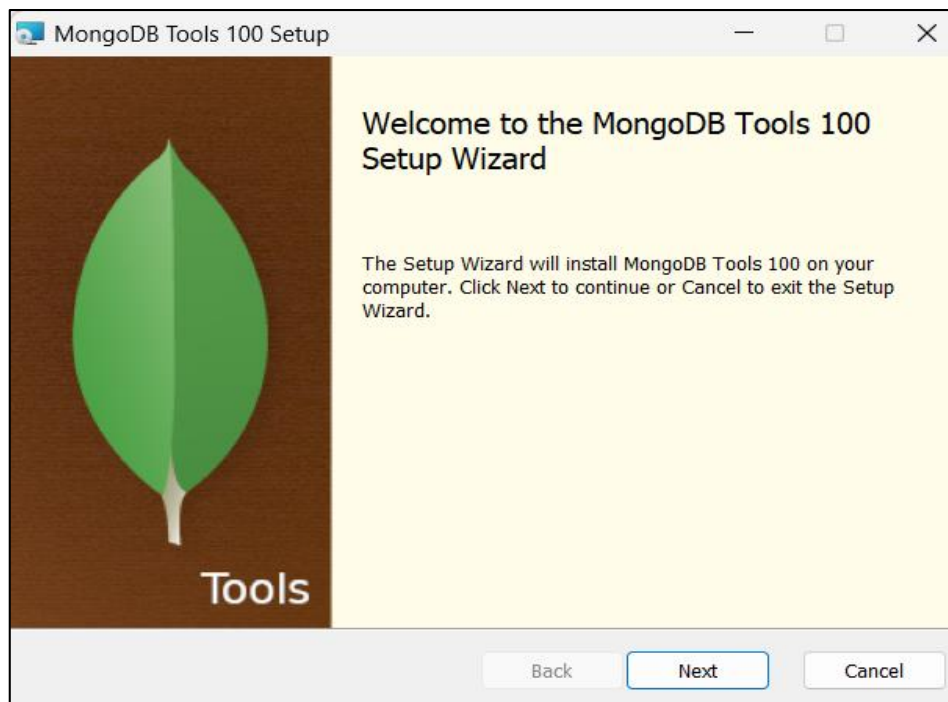 MongoDB Tools 100 Setup
Welcome to the MongoDB Tools 100
Setup Wizard
The Setup Wizard will install MongoDB Tools 100 on your
computer. Click Next to continue or Cancel to exit the Setup
Wizard.
Tools
Back
Next
Cancel